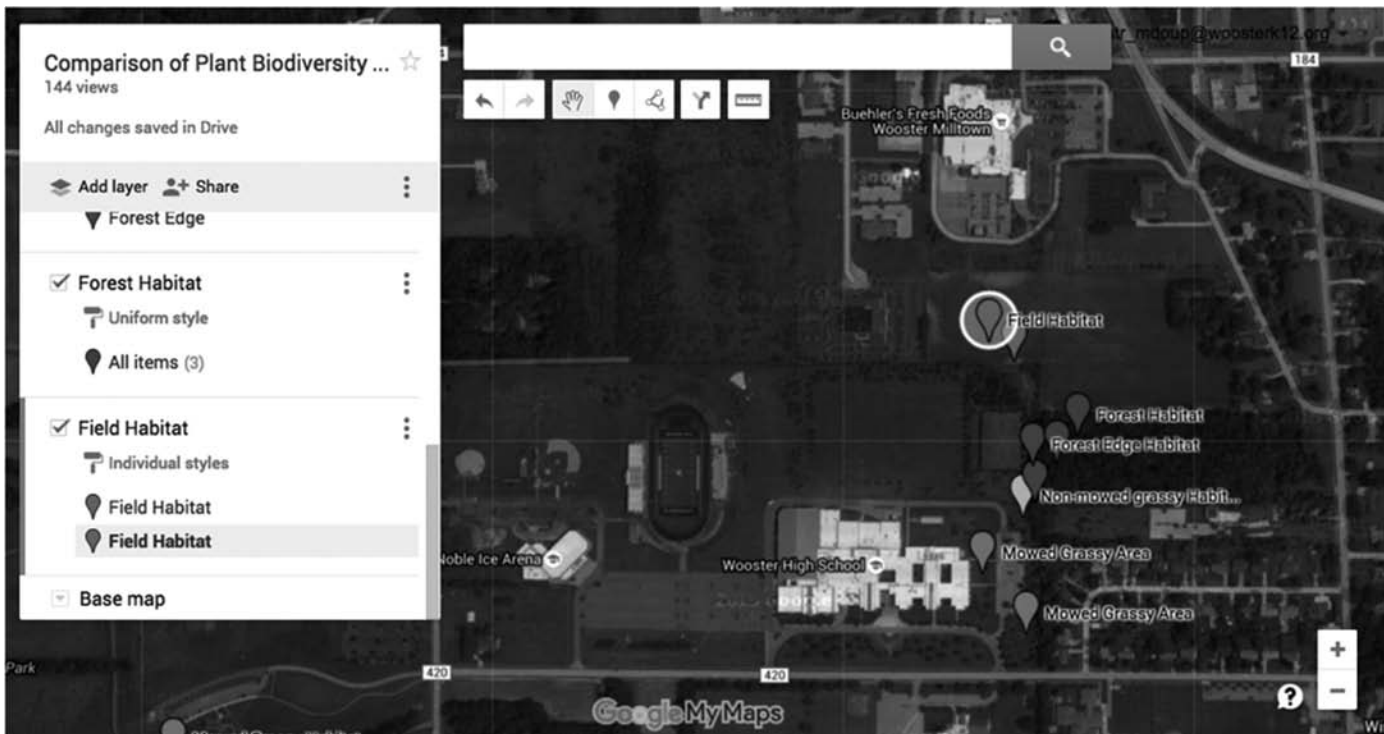 Comparison of Plant Biodiversity ...
144 views
All changes saved in Drive
Add layer
Share
Forest Edge
Forest Habitat
Uniform style
All items (3)
Field Habitat
Individual styles
Field Habitat
Field Habitat
Base map
184
Buehler's Fresh Foods
Wooster Milltown
Field Habitat
Forest Habitat
Forest Edge Habitat
Non-mowed grassy Habit...
Mowed Grassy Area
Noble Ice Arena
Wooster High School
Mowed Grassy Area
Park
420
420
Google My Maps